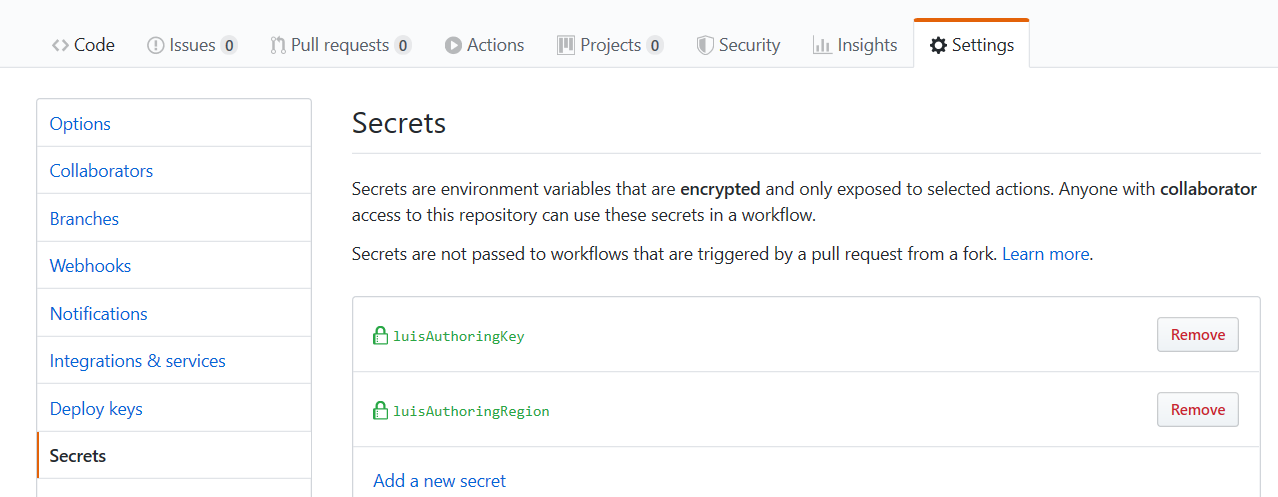 Code Issues 0 Pull requests 0 Actions Projects 0 Security Insights Settings
Options
Collaborators
Branches
Webhooks
Notifications
Integrations & services
Deploy keys
Secrets
Secrets
Secrets are environment variables that are encrypted and only exposed to selected actions. Anyone with collaborator
access to this repository can use these secrets in a workflow.
Secrets are not passed to workflows that are triggered by a pull request from a fork. Learn more.
luisAuthoringKey Remove
luisAuthoringRegion Remove
Add a new secret